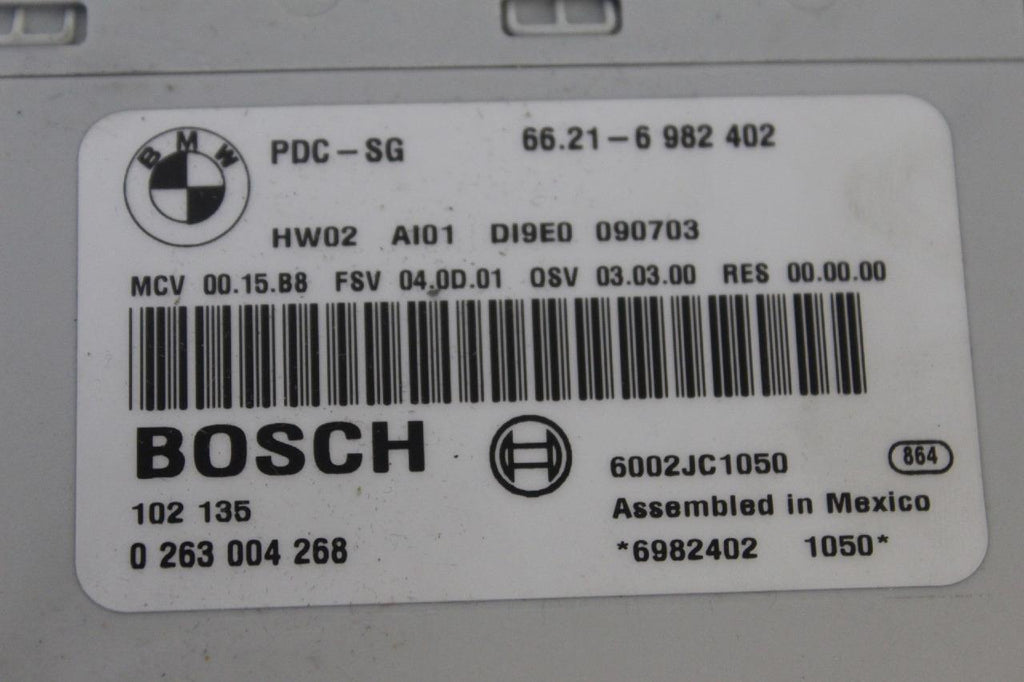 BMW
PDC-SG 66.21-6 982 402
HW02 AI01 DI9E0 090703
MCV 00.15.B8 FSV 04.0D.01 OSV 03.03.00 RES 00.00.00
BOSCH
6002JC1050 864
102 135 Assembled in Mexico
0 263 004 268 *6982402 1050*